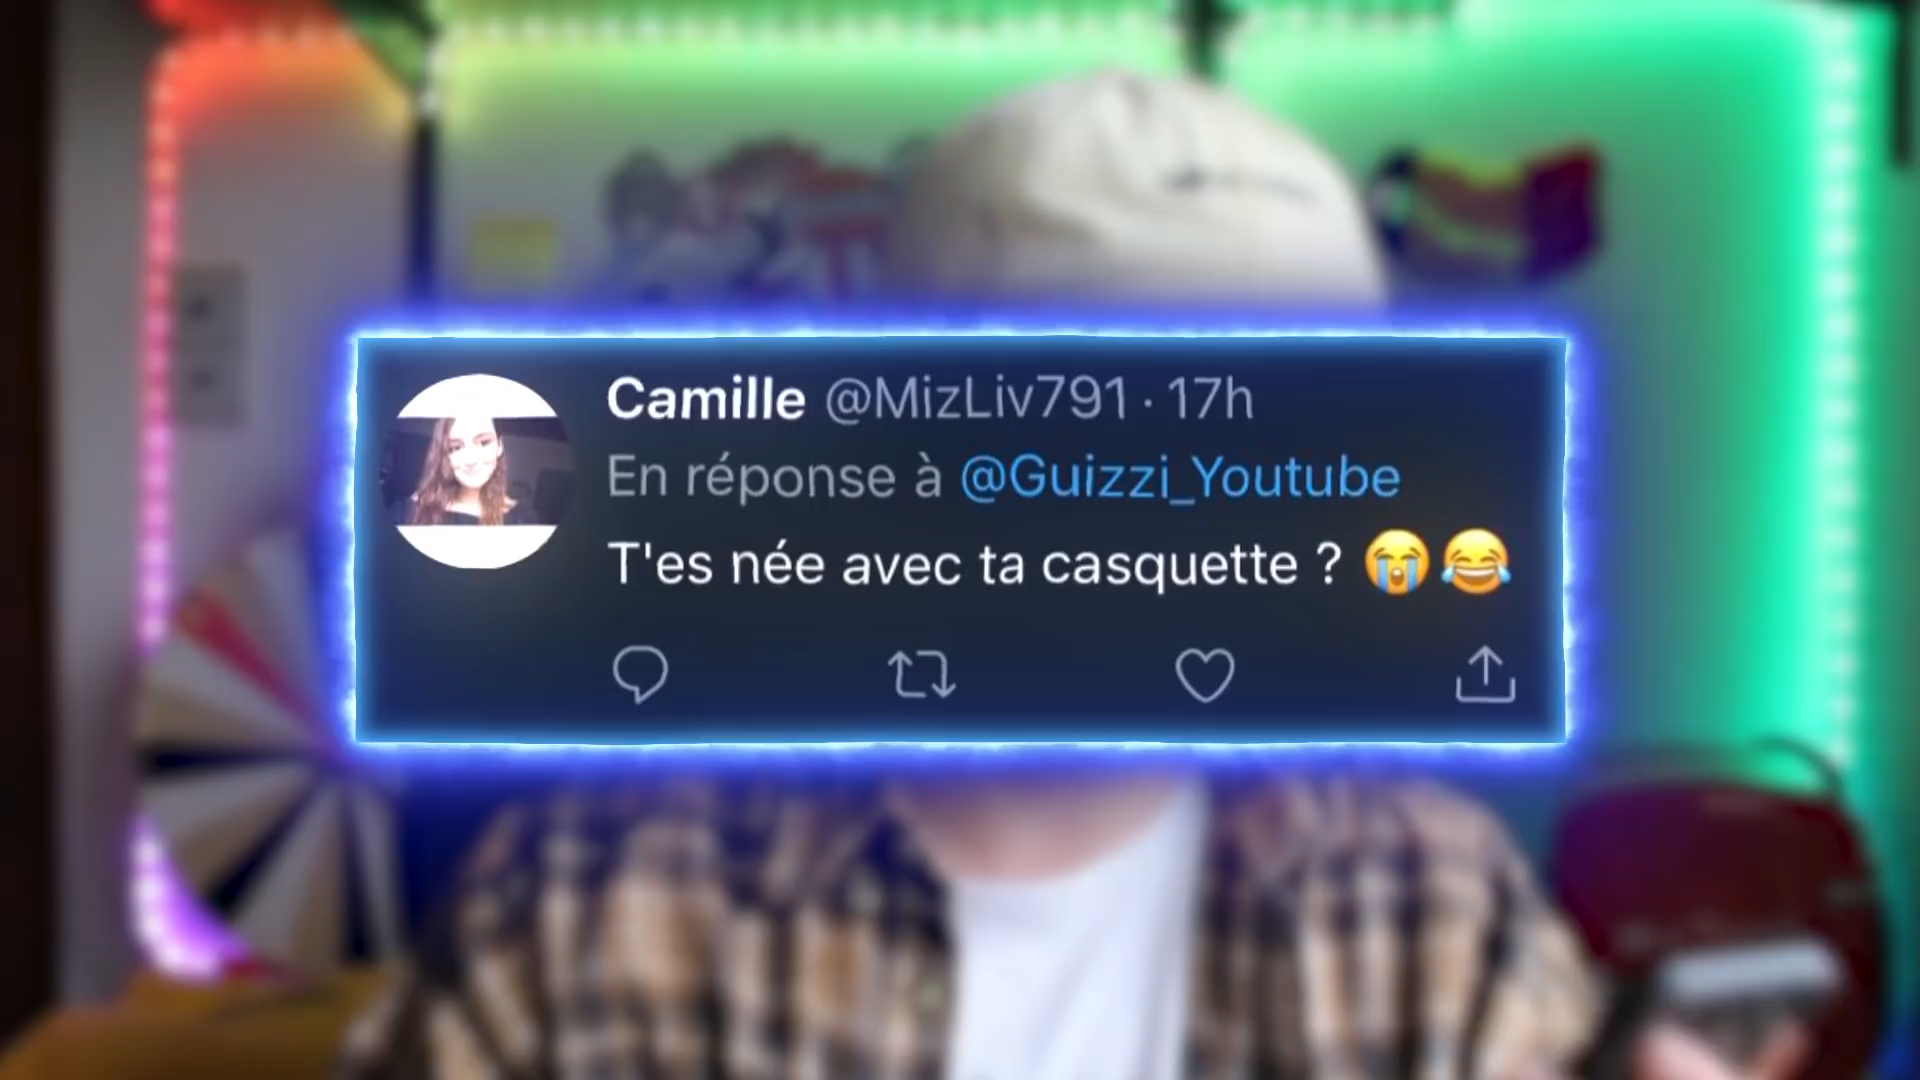 Camille @MizLiv791 · 17h
En réponse à @Guizzi_Youtube
T'es née avec ta casquette ? 😭😂